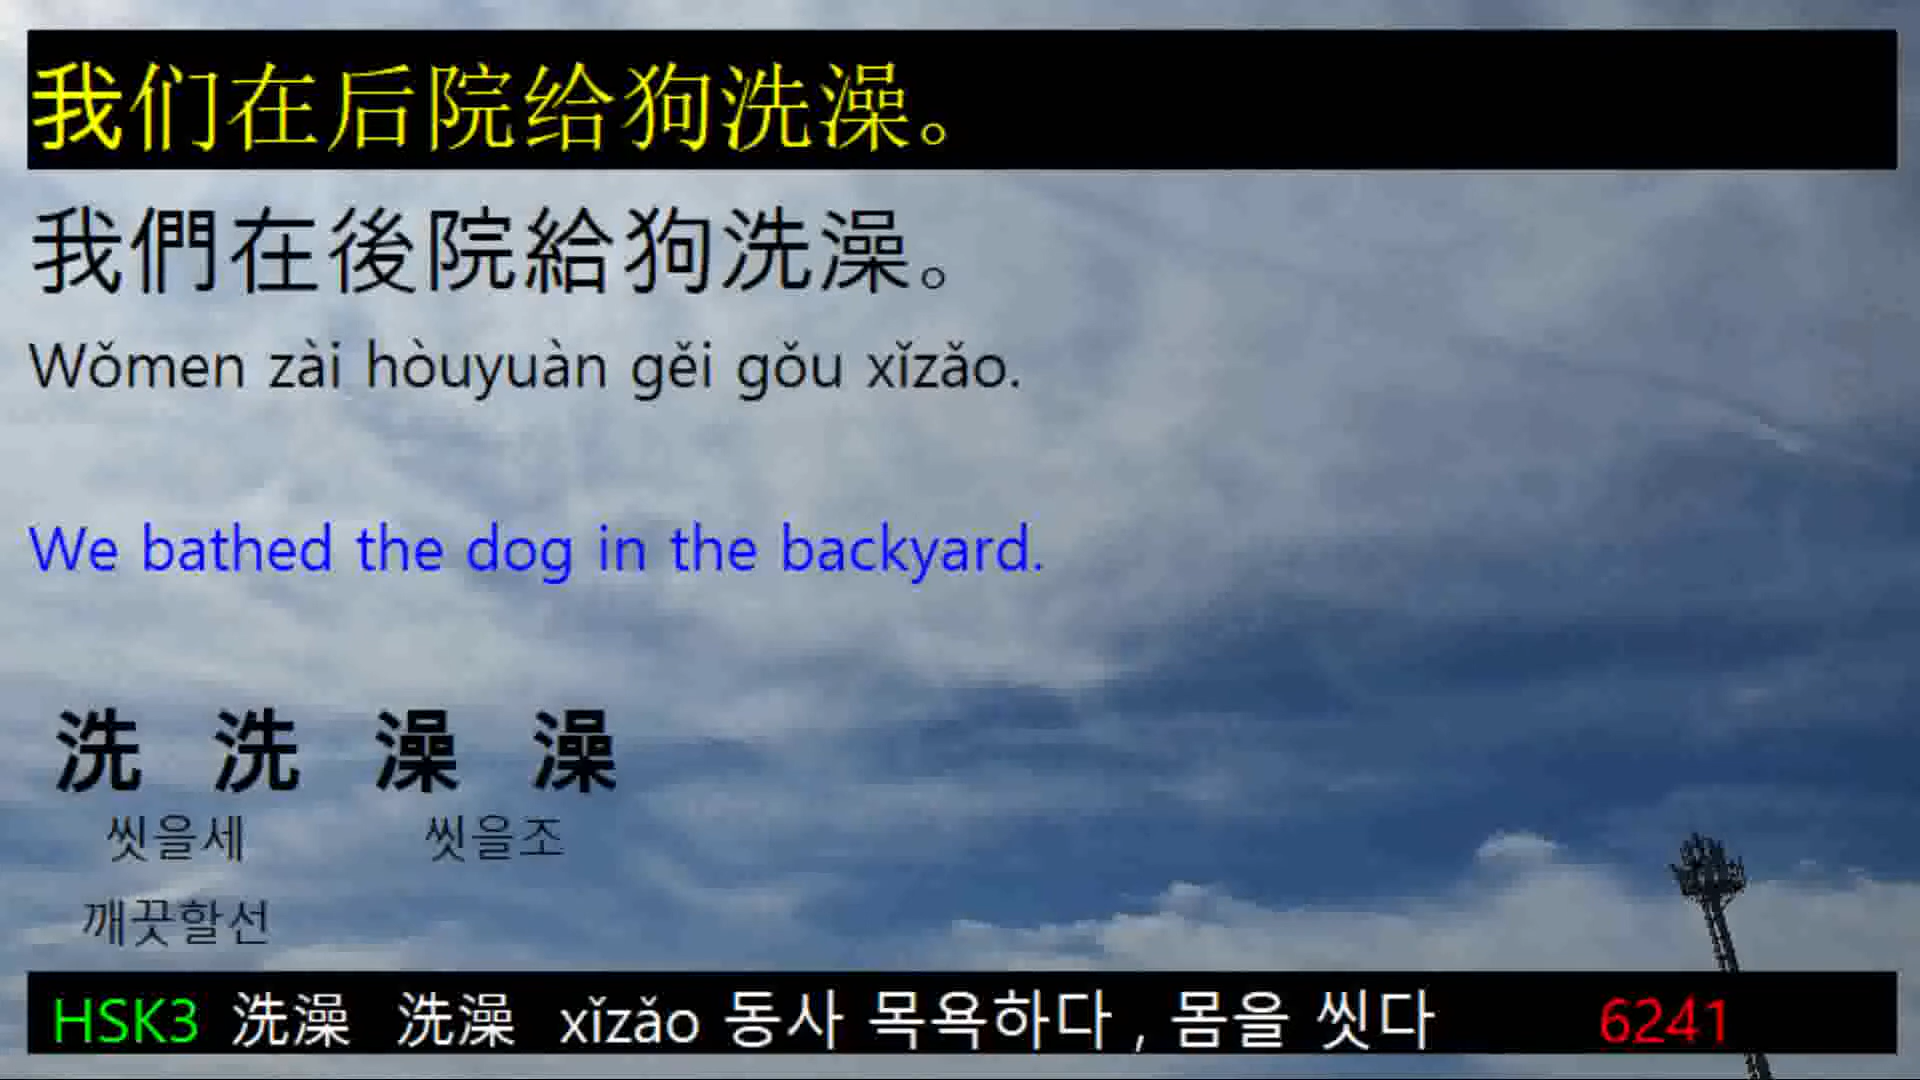 我们在后院给狗洗澡。
我們在後院給狗洗澡。
Wǒmen zài hòuyuàn gěi gǒu xǐzǎo.
We bathed the dog in the backyard.
洗 洗 澡 澡
씻을세 씻을조
깨끗할선
HSK3 洗澡 洗澡 xǐzǎo 동사 목욕하다 , 몸을 씻다 6241